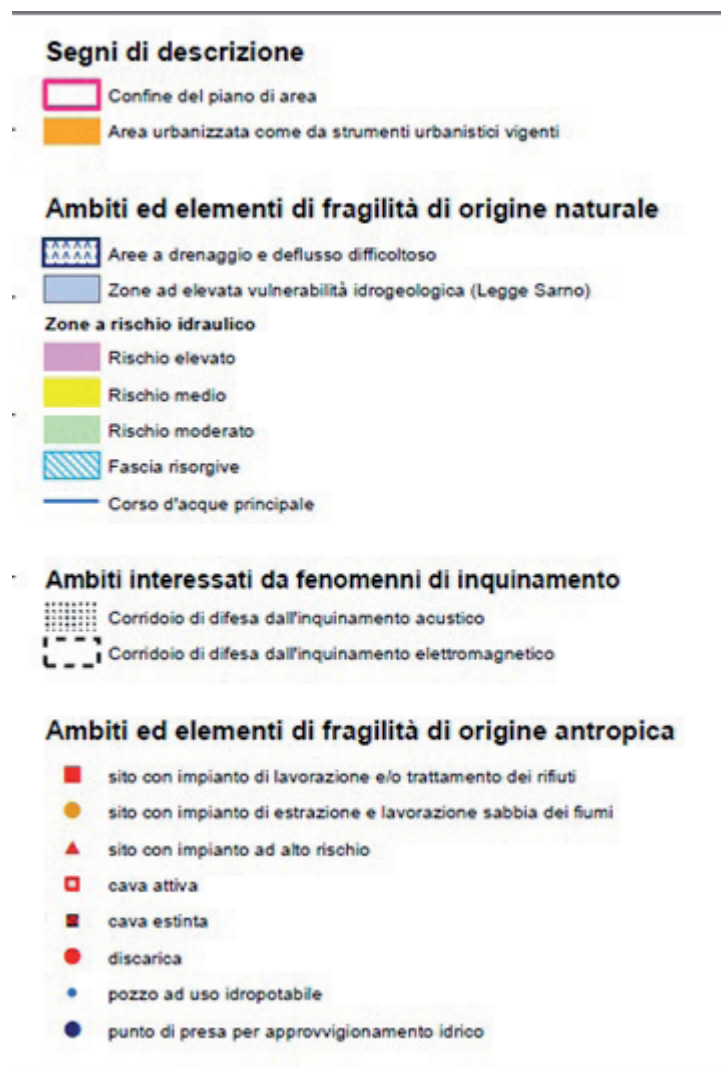 Segni di descrizione
Confine del piano di area
Area urbanizzata come da strumenti urbanistici vigenti
Ambiti ed elementi di fragilità di origine naturale
Aree a drenaggio e deflusso difficoltoso
Zone ad elevata vulnerabilità idrogeologica (Legge Sarno)
Zone a rischio idraulico
Rischio elevato
Rischio medio
Rischio moderato
Fascia risorgive
Corso d'acque principale
Ambiti interessati da fenomenni di inquinamento
Corridoio di difesa dall'inquinamento acustico
Corridoio di difesa dall'inquinamento elettromagnetico
Ambiti ed elementi di fragilità di origine antropica
sito con impianto di lavorazione e/o trattamento dei rifiuti
sito con impianto di estrazione e lavorazione sabbia dei fiumi
sito con impianto ad alto rischio
cava attiva
cava estinta
discarica
pozzo ad uso idropotabile
punto di presa per approvvigionamento idrico